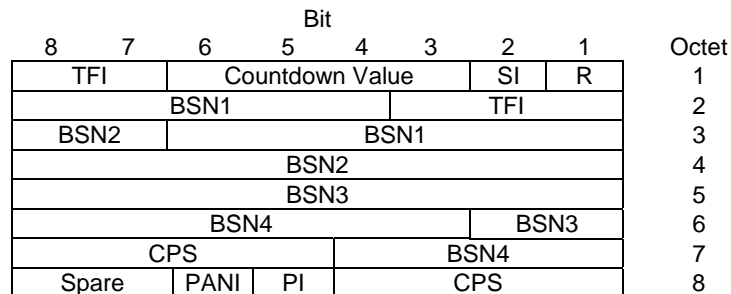 Bit
8 7 6 5 4 3 2 1 Octet
TFI Countdown Value SI R 1
BSN1 TFI 2
BSN2 BSN1 3
BSN2 4
BSN3 5
BSN4 BSN3 6
CPS BSN4 7
Spare PANI PI CPS 8